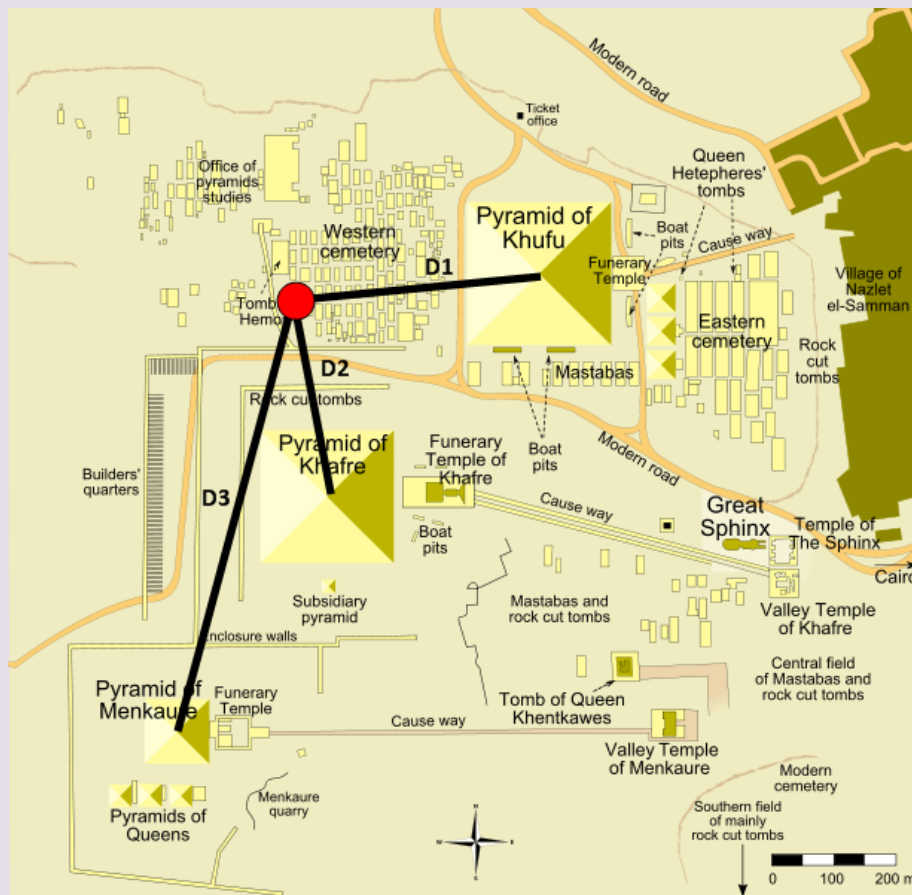 Modern road
Ticket
office
Office of
pyramids
studies
Queen
Hetepheres'
tombs
Western
cemetery
Pyramid of
Khufu
Boat
pits
Cause way
D1
Funerary
Temple
Village of
Nazlet
el-Samman
Tomb
Hemo
Eastern
cemetery
Rock
cut
tombs
D2
Mastabas
Rock cut tombs
Boat
pits
Pyramid of
Khafre
Funerary
Temple of
Khafre
Modern road
Builders'
quarters
D3
Cause way
Great
Sphinx
Temple of
The Sphinx
Boat
pits
Cairo
Subsidiary
pyramid
Mastabas and
rock cut tombs
Valley Temple
of Khafre
Enclosure walls
Central field
of Mastabas and
rock cut tombs
Pyramid of
Menkaure
Funerary
Temple
Tomb of Queen
Khentkawes
Cause way
Valley Temple
of Menkaure
Modern
cemetery
Menkaure
quarry
Pyramids of
Queens
Southern field
of mainly
rock cut tombs
N
W E
S
0 100 200 m